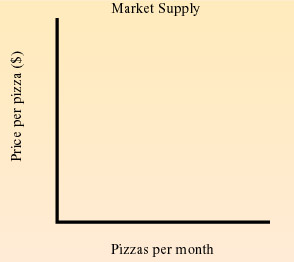 Market Supply
Price per pizza ($)
Pizzas per month